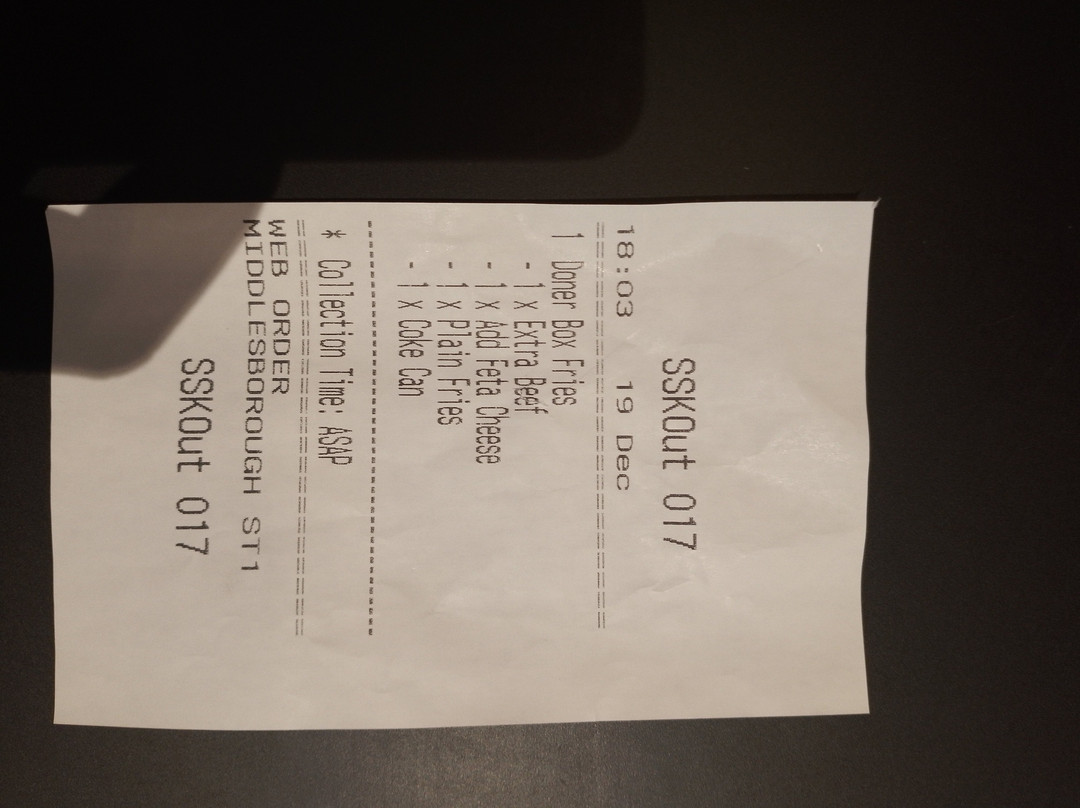 SSKOut 017
18:03 19 Dec
================================
1 Doner Box Fries
- 1 x Extra Beef
- 1 x Add Feta Cheese
- 1 x Plain Fries
- 1 x Coke Can
------------------------------------------
* Collection Time: ASAP
================================
WEB ORDER
MIDDLESBOROUGH ST1
SSKOut 017